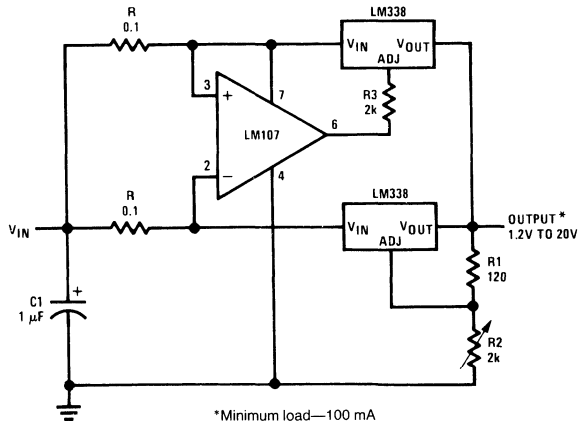 R
0.1
LM338
VIN
VOUT
ADJ
3
+
7
R3
2k
LM107
6
2
−
4
LM338
R
0.1
VIN
VIN
VOUT
ADJ
OUTPUT*
1.2V TO 20V
R1
120
C1
1 μF
+
R2
2k
*Minimum load—100 mA